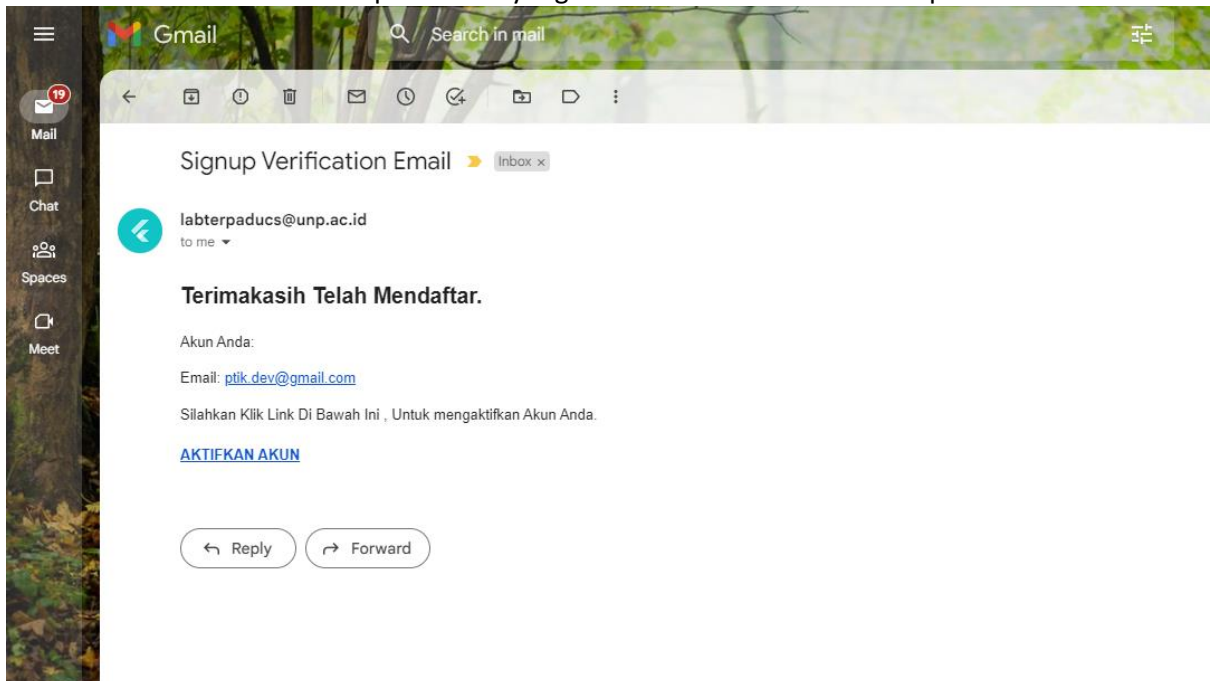 Gmail
Search in mail
19
Mail
Chat
Spaces
Meet
Signup Verification Email
Inbox x
labterpaducs@unp.ac.id
to me
Terimakasih Telah Mendaftar.
Akun Anda:
Email: ptik.dev@gmail.com
Silahkan Klik Link Di Bawah Ini , Untuk mengaktifkan Akun Anda.
AKTIFKAN AKUN
Reply
Forward